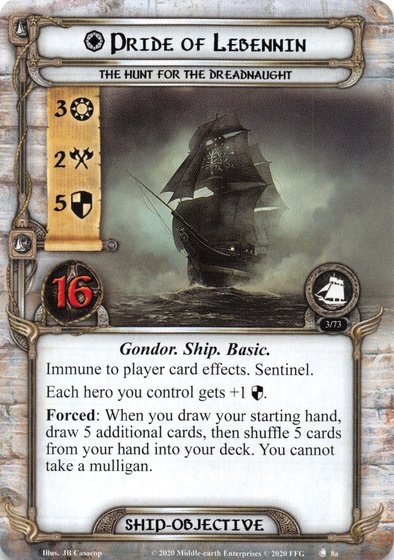 PRIDE OF LEBENNIN
THE HUNT FOR THE DREADNAUGHT
3
2
5
16
3/73
Gondor. Ship. Basic.
Immune to player card effects. Sentinel.
Each hero you control gets +1 .
Forced: When you draw your starting hand,
draw 5 additional cards, then shuffle 5 cards
from your hand into your deck. You cannot
take a mulligan.
SHIP-OBJECTIVE
Illus. JB Casacop © 2020 Middle-earth Enterprises © 2020 FFG 8a